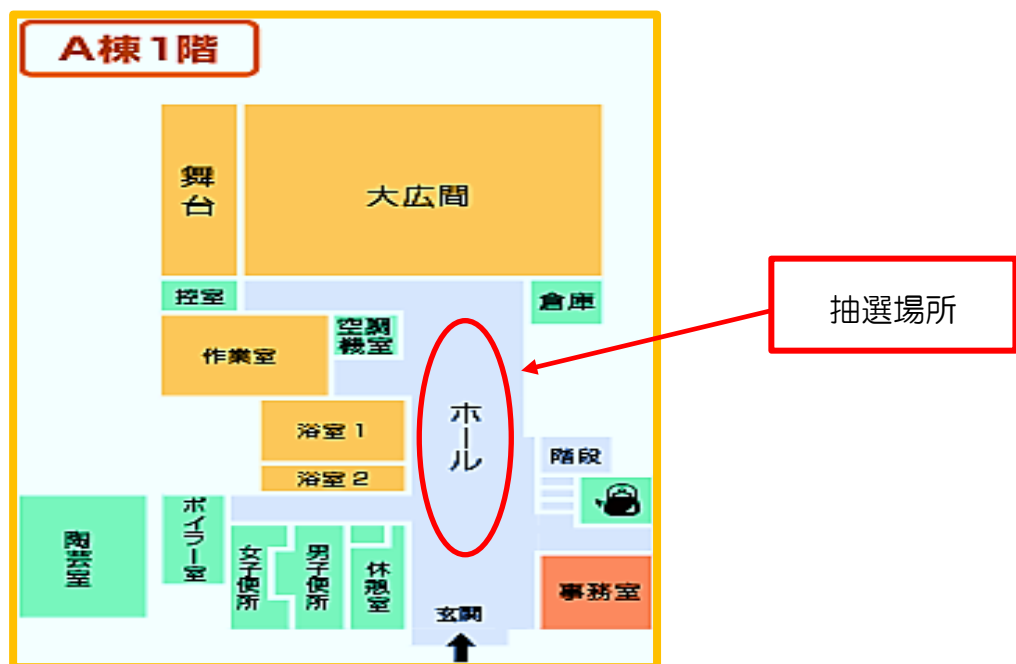 A棟1階
舞台
大広間
控室
倉庫
空調
機室
作業室
抽選場所
ホール
浴室1
浴室2
階段
陶芸室
ボイラー室
女子便所
男子便所
休憩室
事務室
玄関